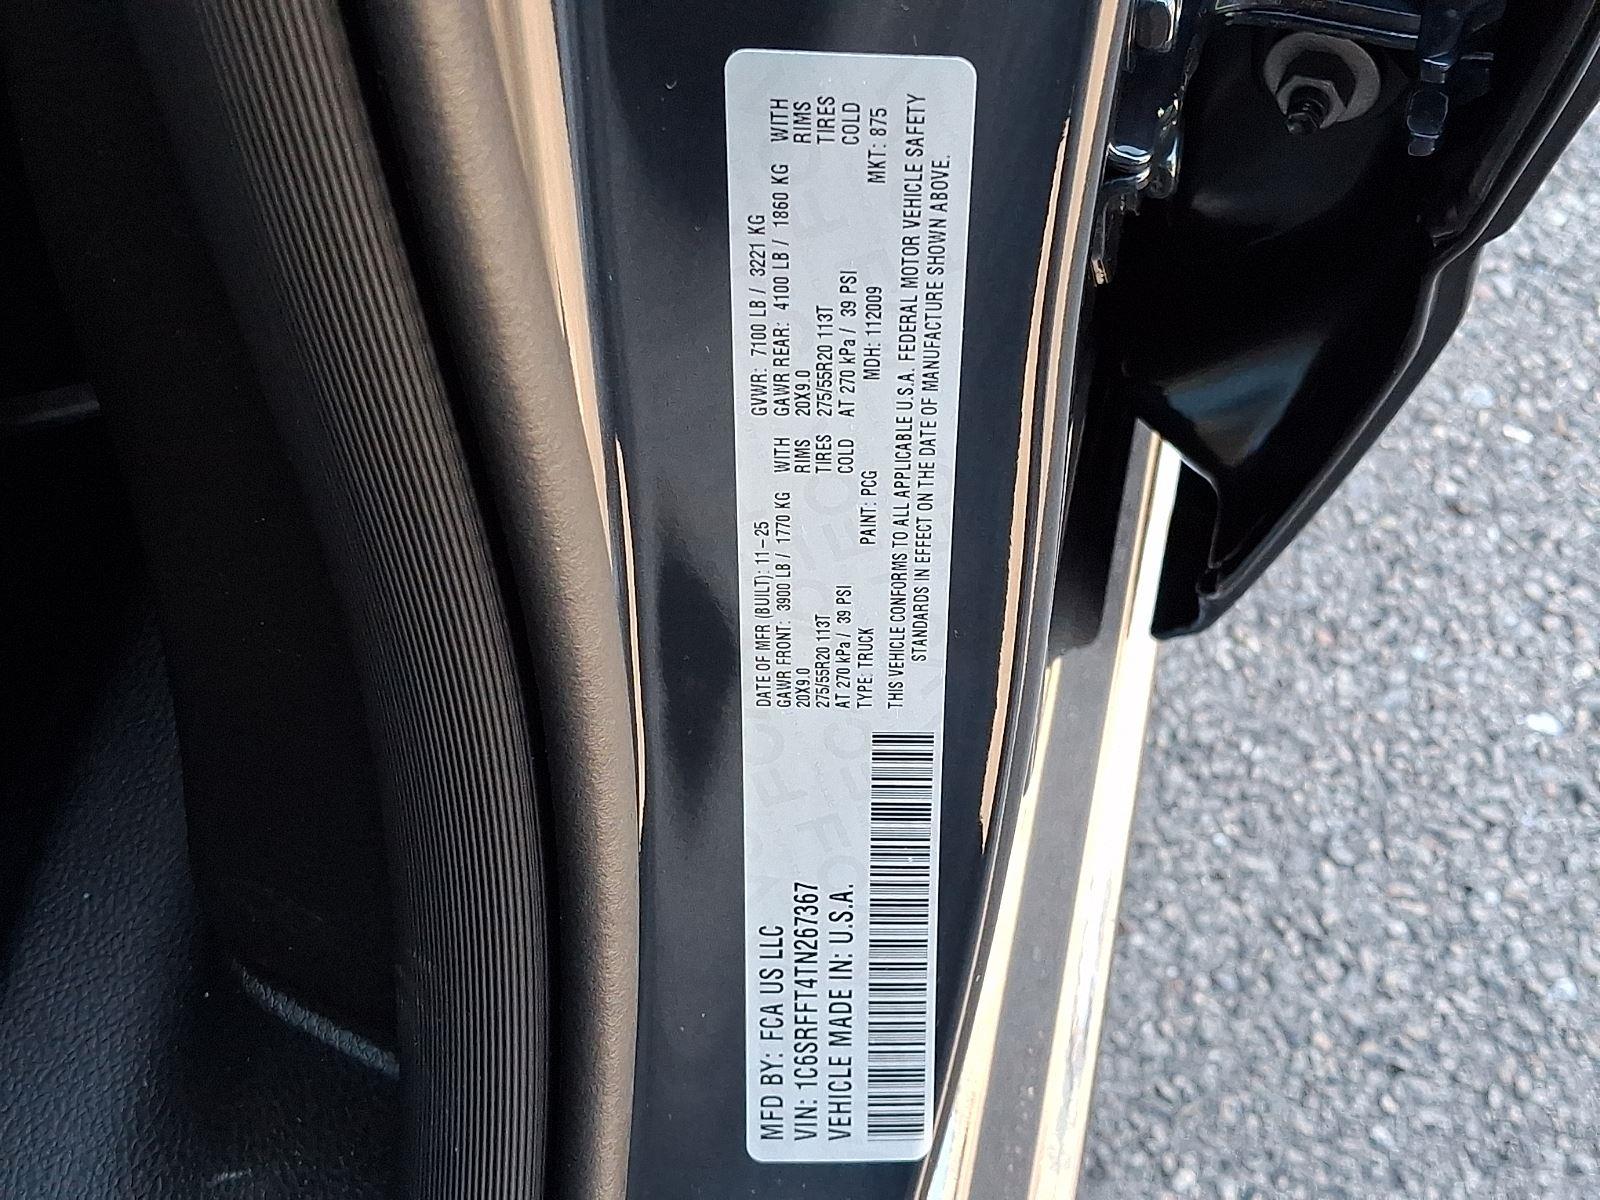 MFD BY: FCA US LLC
VIN: 1C6SRFFT4TN267367
VEHICLE MADE IN: U.S.A.
DATE OF MFR (BUILT): 11-25 GVWR: 7100 LB / 3221 KG
GAWR FRONT: 3900 LB / 1770 KG WITH GAWR REAR: 4100 LB / 1860 KG WITH
20X9.0 RIMS 20X9.0 RIMS
275/55R20 113T TIRES 275/55R20 113T TIRES
AT 270 kPa / 39 PSI COLD AT 270 kPa / 39 PSI COLD
TYPE: TRUCK PAINT: PCG MDH: 112009 MKT: 875
THIS VEHICLE CONFORMS TO ALL APPLICABLE U.S.A. FEDERAL MOTOR VEHICLE SAFETY
STANDARDS IN EFFECT ON THE DATE OF MANUFACTURE SHOWN ABOVE.